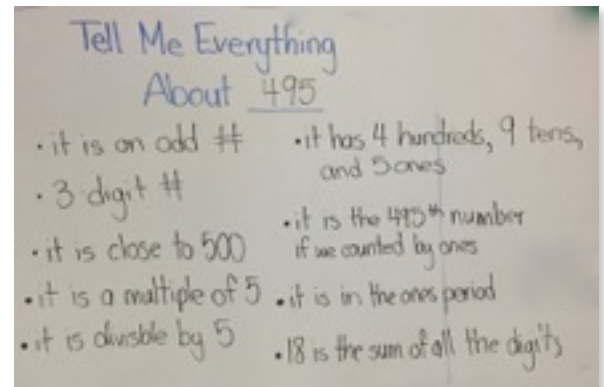 Tell Me Everything
About 495
• it is an odd #
• 3-digit #
• it is close to 500
• it is a multiple of 5
• it is divisble by 5
• it has 4 hundreds, 9 tens,
and 5 ones
• it is the 495th number
if we counted by ones
• it is in the ones period
• 18 is the sum of all the digits